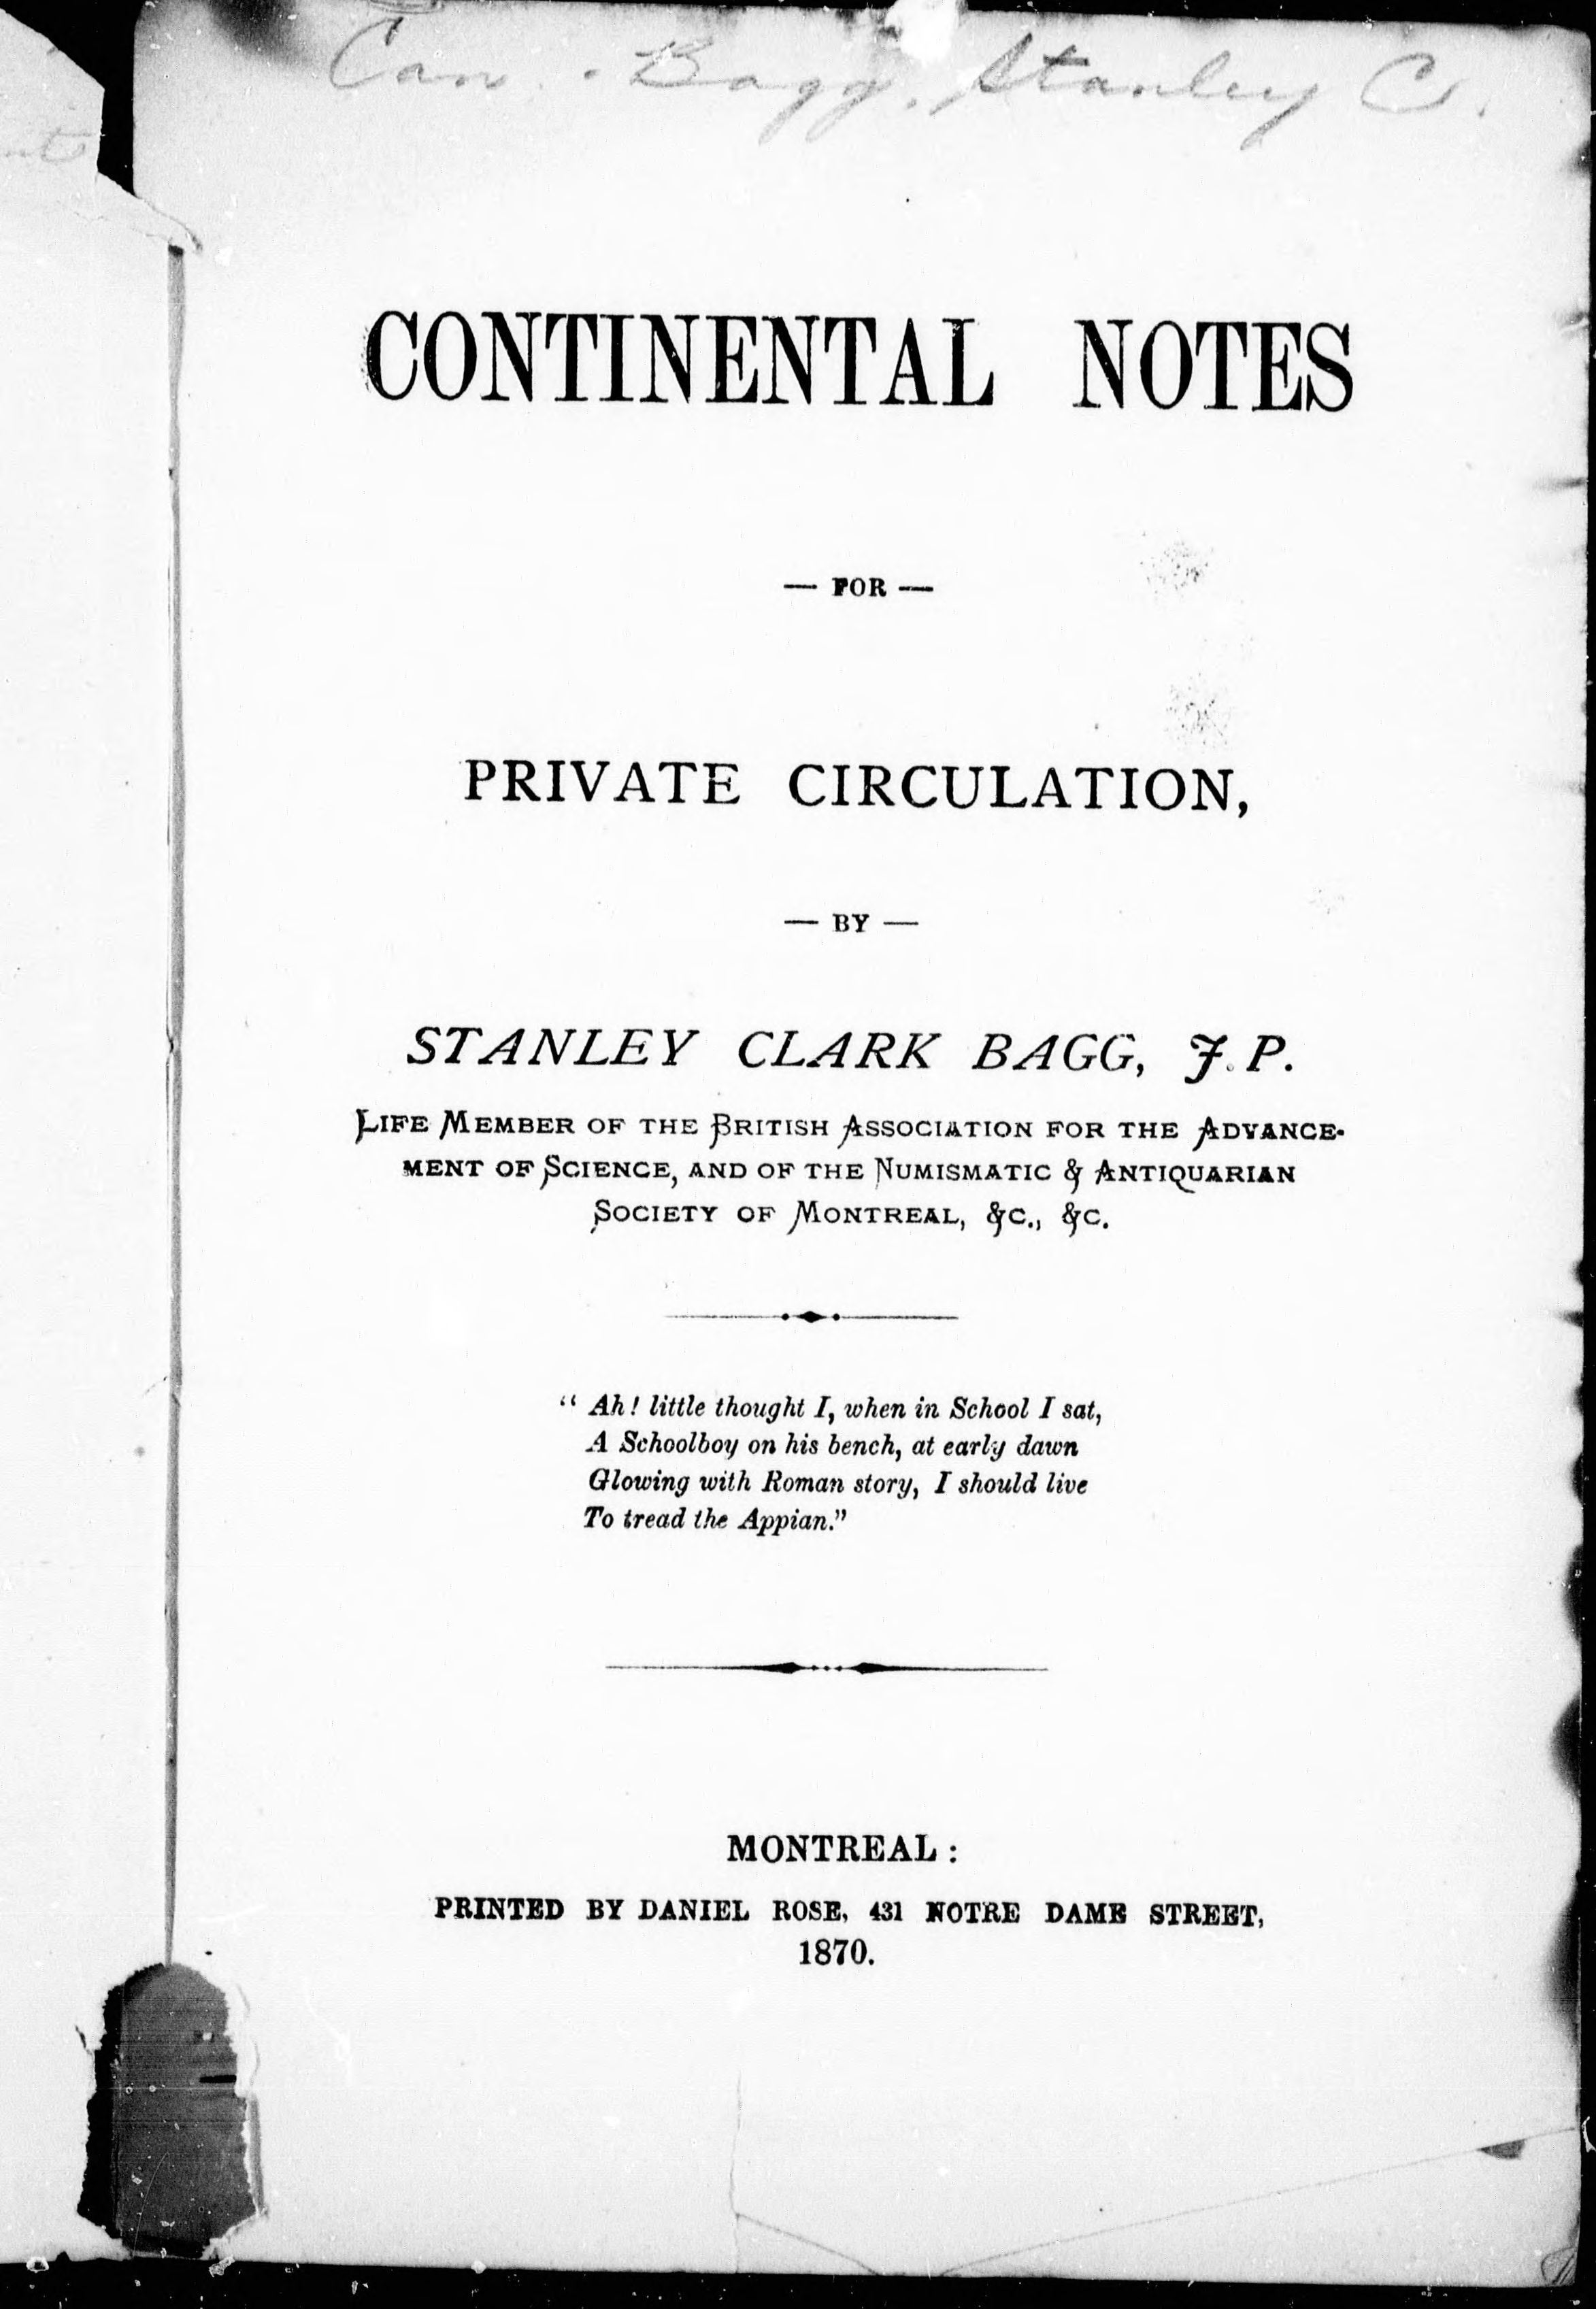 Can. Bagg, Stanley C.
CONTINENTAL NOTES
— FOR —
PRIVATE CIRCULATION,
— BY —
STANLEY CLARK BAGG, J. P.
LIFE MEMBER OF THE BRITISH ASSOCIATION FOR THE ADVANCE-
MENT OF SCIENCE, AND OF THE NUMISMATIC & ANTIQUARIAN
SOCIETY OF MONTREAL, &C., &C.
“ Ah! little thought I, when in School I sat,
A Schoolboy on his bench, at early dawn
Glowing with Roman story, I should live
To tread the Appian.”
MONTREAL:
PRINTED BY DANIEL ROSE, 431 NOTRE DAME STREET,
1870.